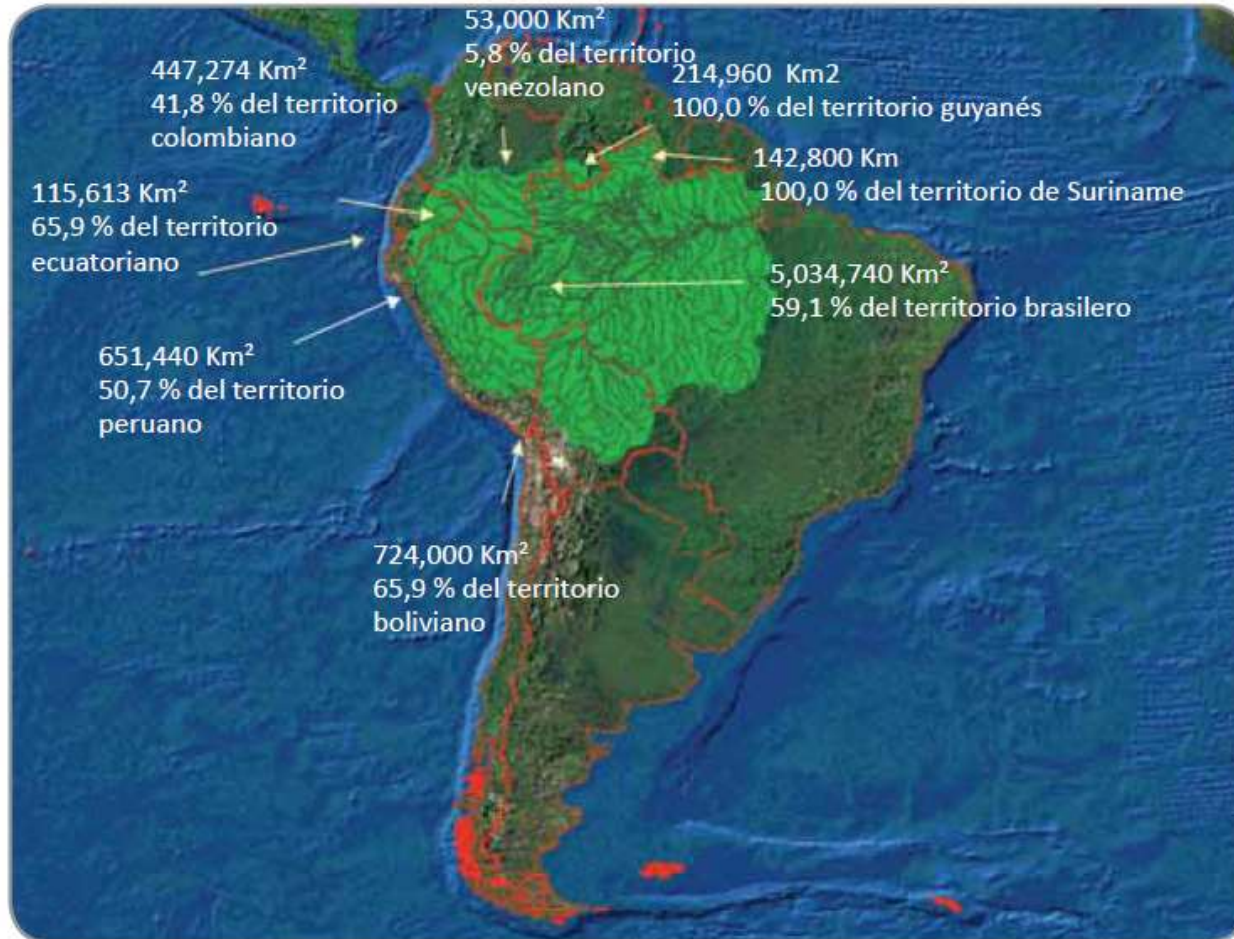 53,000 Km²
5,8 % del territorio
venezolano
447,274 Km²
41,8 % del territorio
colombiano
214,960 Km2
100,0 % del territorio guyanés
142,800 Km
100,0 % del territorio de Suriname
115,613 Km²
65,9 % del territorio
ecuatoriano
5,034,740 Km²
59,1 % del territorio brasilero
651,440 Km²
50,7 % del territorio
peruano
724,000 Km²
65,9 % del territorio
boliviano